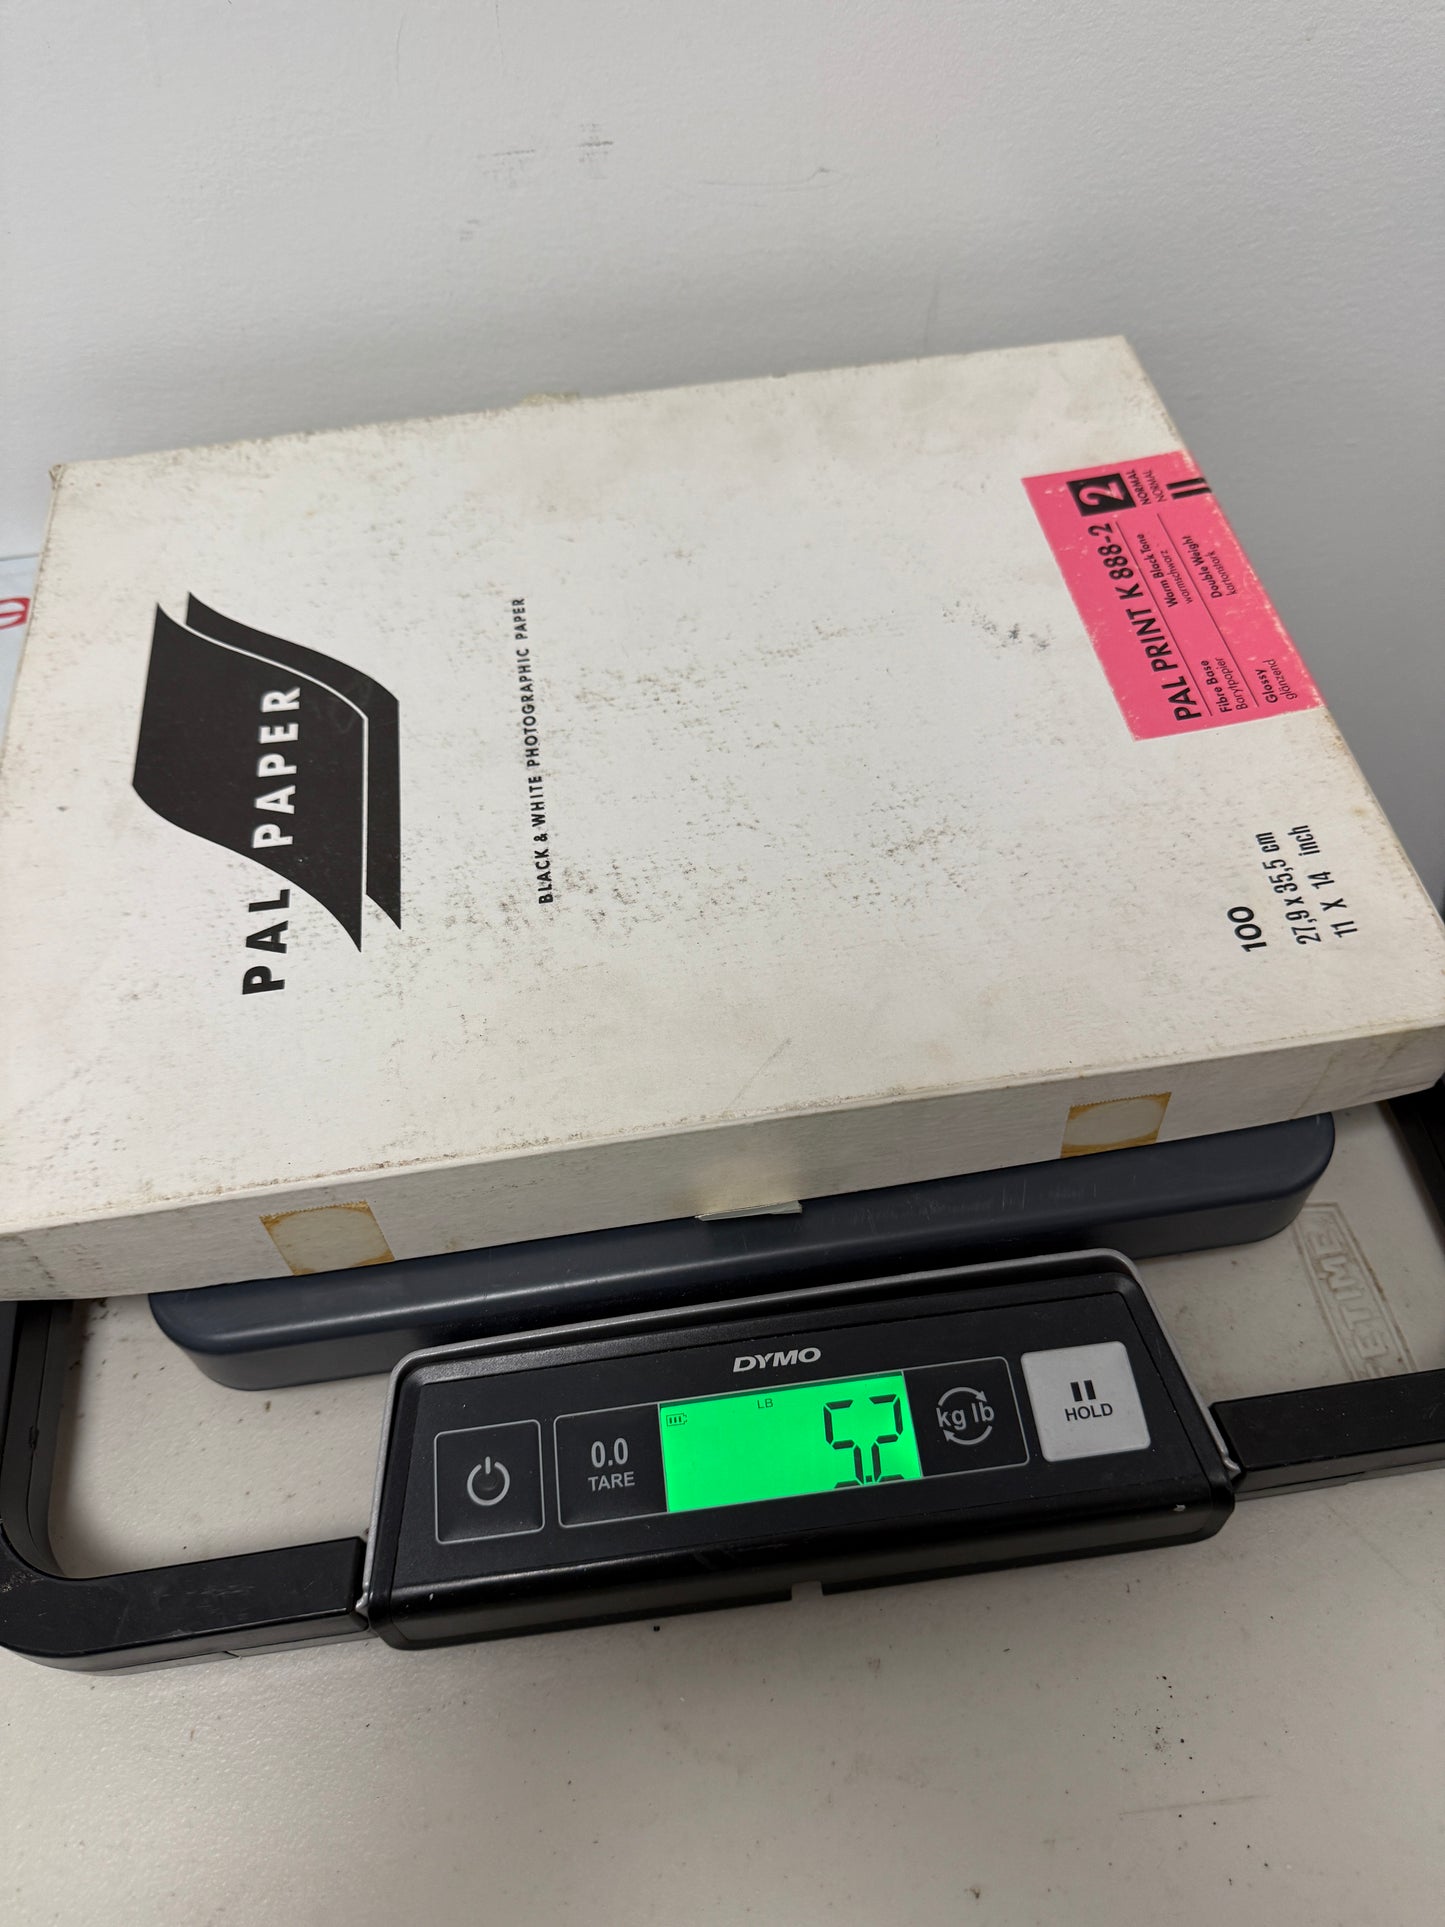 PAL PAPER
BLACK & WHITE PHOTOGRAPHIC PAPER
PAL PRINT K 888-2
2
NORMAL
NORMAL
Fibre Base Warm Black Tone
Barytpapier warmschwarz
Glossy Double Weight
glänzend kartonstark
100
27,9 x 35,5 cm
11 X 14 inch
DYMO
LB
5.2
0.0
TARE
kg lb
HOLD